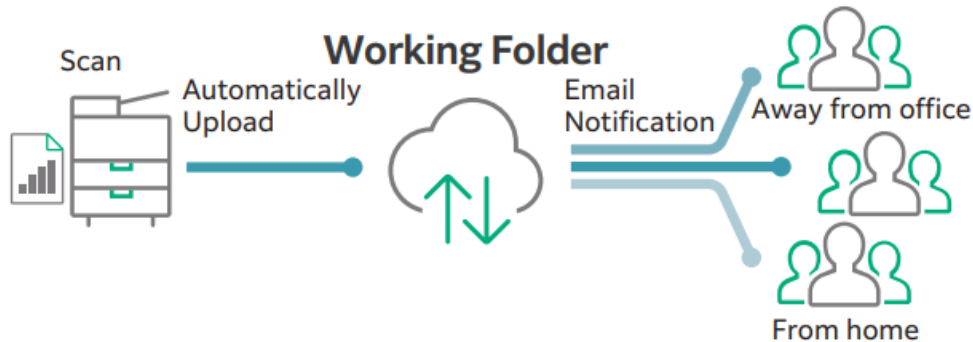 Working Folder
Scan
Automatically
Upload
Email
Notification
Away from office
From home